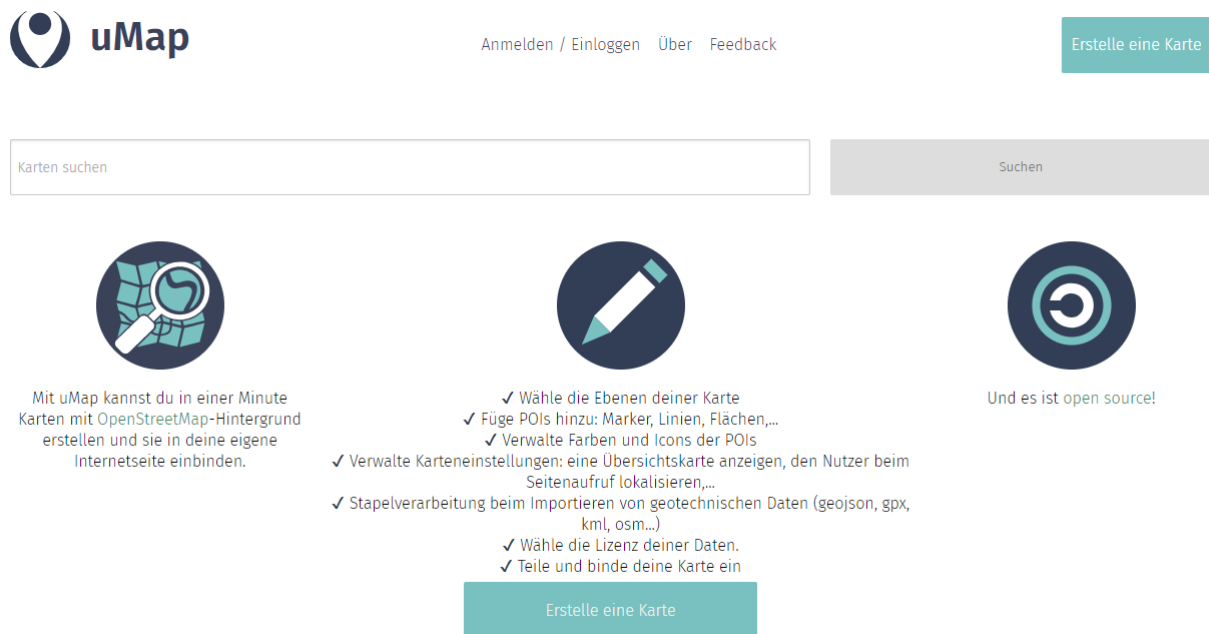 uMap
Anmelden / Einloggen Über Feedback
Erstelle eine Karte
Karten suchen
Suchen
Mit uMap kannst du in einer Minute
Karten mit OpenStreetMap-Hintergrund
erstellen und sie in deine eigene
Internetseite einbinden.
✓ Wähle die Ebenen deiner Karte
✓ Füge POIs hinzu: Marker, Linien, Flächen,...
✓ Verwalte Farben und Icons der POIs
✓ Verwalte Karteneinstellungen: eine Übersichtskarte anzeigen, den Nutzer beim
Seitenaufruf lokalisieren,...
✓ Stapelverarbeitung beim Importieren von geotechnischen Daten (geojson, gpx,
kml, osm...)
✓ Wähle die Lizenz deiner Daten.
✓ Teile und binde deine Karte ein
Erstelle eine Karte
Und es ist open source!